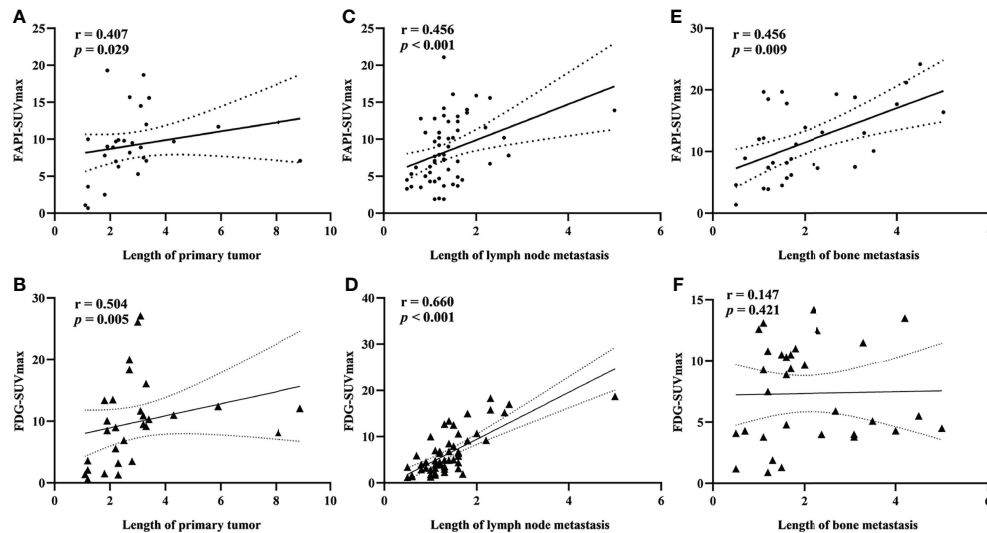 A
r = 0.407
p = 0.029
FAPI-SUVmax
25
20
15
10
5
0
0 2 4 6 8 10
Length of primary tumor
C
r = 0.456
p < 0.001
FAPI-SUVmax
25
20
15
10
5
0
0 2 4 6
Length of lymph node metastasis
E
r = 0.456
p = 0.009
FAPI-SUVmax
30
20
10
0
0 2 4 6
Length of bone metastasis
B
r = 0.504
p = 0.005
FDG-SUVmax
30
20
10
0
0 2 4 6 8 10
Length of primary tumor
D
r = 0.660
p < 0.001
FDG-SUVmax
40
30
20
10
0
0 2 4 6
Length of lymph node metastasis
F
r = 0.147
p = 0.421
FDG-SUVmax
15
10
5
0
0 2 4 6
Length of bone metastasis